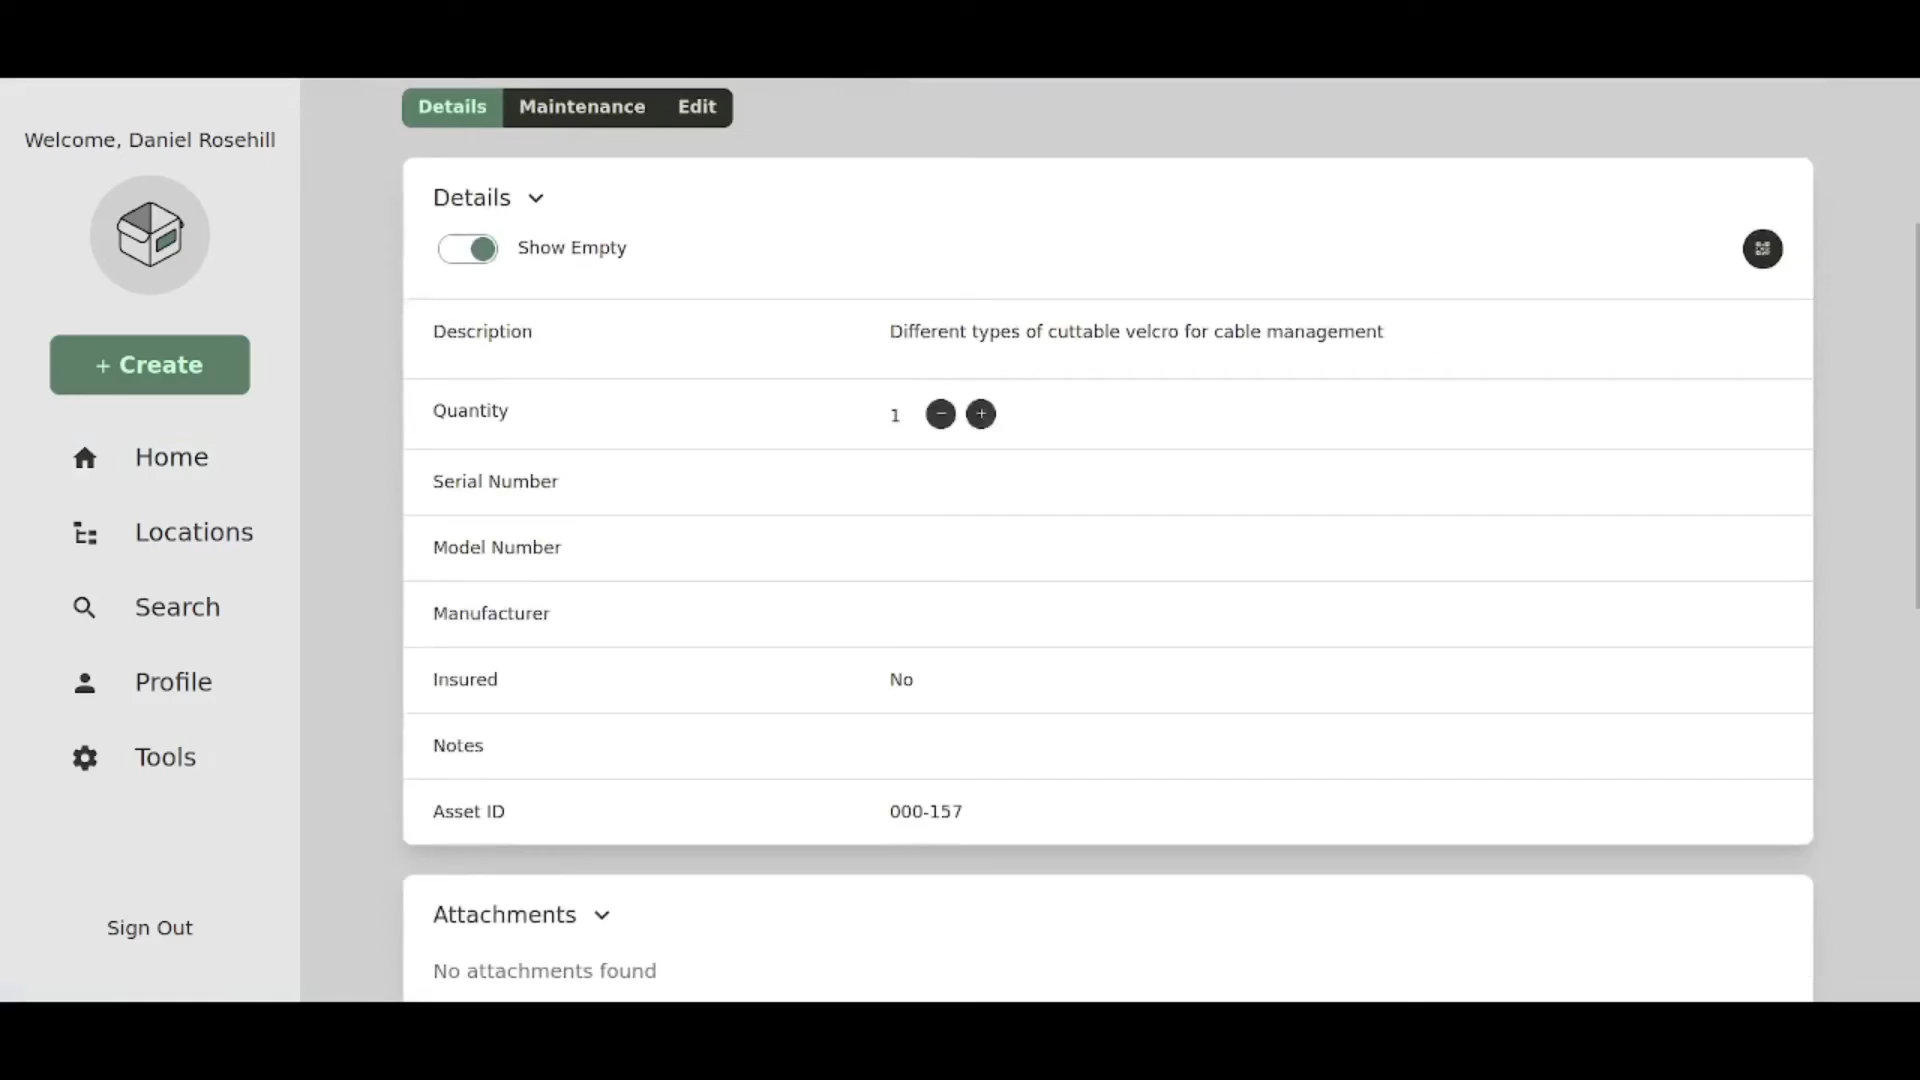 Welcome, Daniel Rosehill
+ Create
Home
Locations
Search
Profile
Tools
Sign Out
Details Maintenance Edit
Details
Show Empty
Description Different types of cuttable velcro for cable management
Quantity 1 - +
Serial Number
Model Number
Manufacturer
Insured No
Notes
Asset ID 000-157
Attachments
No attachments found